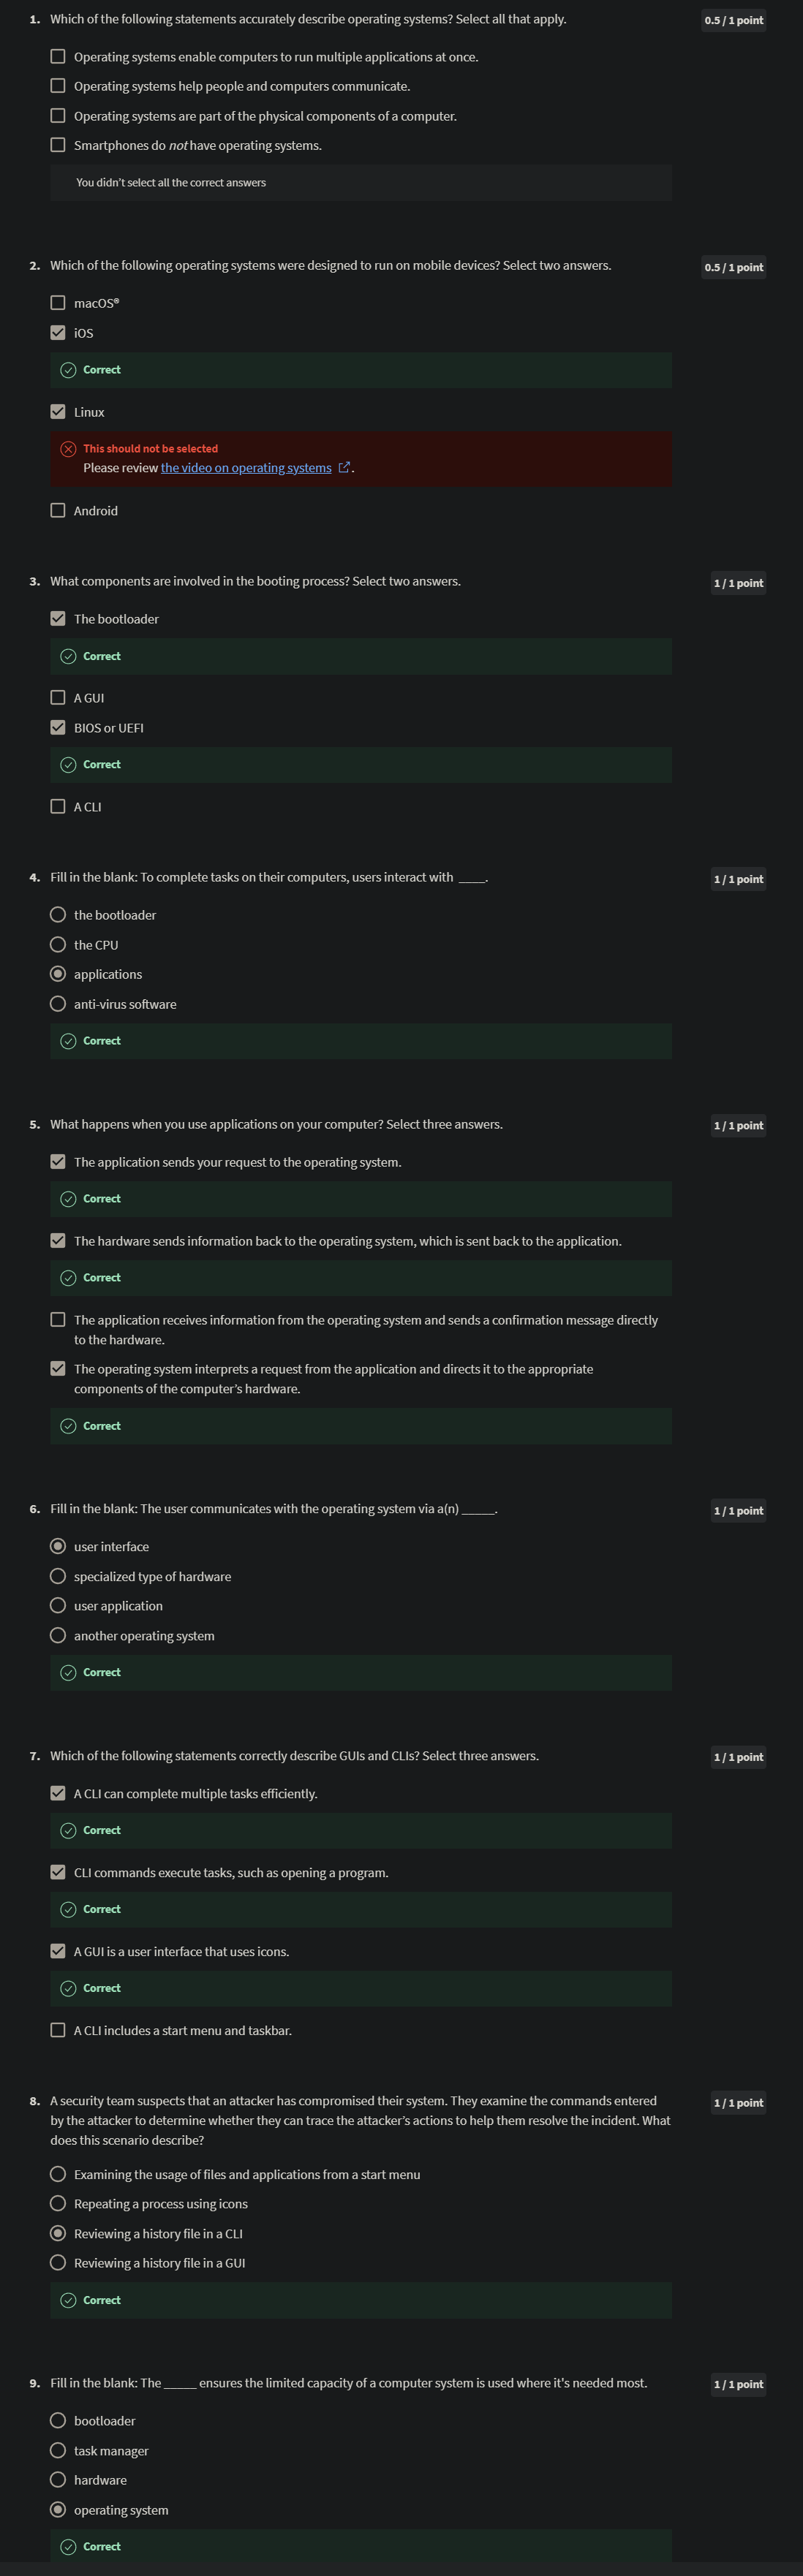 1. Which of the following statements accurately describe operating systems? Select all that apply.
0.5 / 1 point
Operating systems enable computers to run multiple applications at once.
Operating systems help people and computers communicate.
Operating systems are part of the physical components of a computer.
Smartphones do not have operating systems.
You didn't select all the correct answers
2. Which of the following operating systems were designed to run on mobile devices? Select two answers.
0.5 / 1 point
macOS®
iOS
Correct
Linux
This should not be selected
Please review the video on operating systems.
Android
3. What components are involved in the booting process? Select two answers.
1 / 1 point
The bootloader
Correct
A GUI
BIOS or UEFI
Correct
A CLI
4. Fill in the blank: To complete tasks on their computers, users interact with ____.
1 / 1 point
the bootloader
the CPU
applications
anti-virus software
Correct
5. What happens when you use applications on your computer? Select three answers.
1 / 1 point
The application sends your request to the operating system.
Correct
The hardware sends information back to the operating system, which is sent back to the application.
Correct
The application receives information from the operating system and sends a confirmation message directly
to the hardware.
The operating system interprets a request from the application and directs it to the appropriate
components of the computer's hardware.
Correct
6. Fill in the blank: The user communicates with the operating system via a(n) _____.
1 / 1 point
user interface
specialized type of hardware
user application
another operating system
Correct
7. Which of the following statements correctly describe GUIs and CLIs? Select three answers.
1 / 1 point
A CLI can complete multiple tasks efficiently.
Correct
CLI commands execute tasks, such as opening a program.
Correct
A GUI is a user interface that uses icons.
Correct
A CLI includes a start menu and taskbar.
8. A security team suspects that an attacker has compromised their system. They examine the commands entered
1 / 1 point
by the attacker to determine whether they can trace the attacker's actions to help them resolve the incident. What
does this scenario describe?
Examining the usage of files and applications from a start menu
Repeating a process using icons
Reviewing a history file in a CLI
Reviewing a history file in a GUI
Correct
9. Fill in the blank: The _____ ensures the limited capacity of a computer system is used where it's needed most.
1 / 1 point
bootloader
task manager
hardware
operating system
Correct